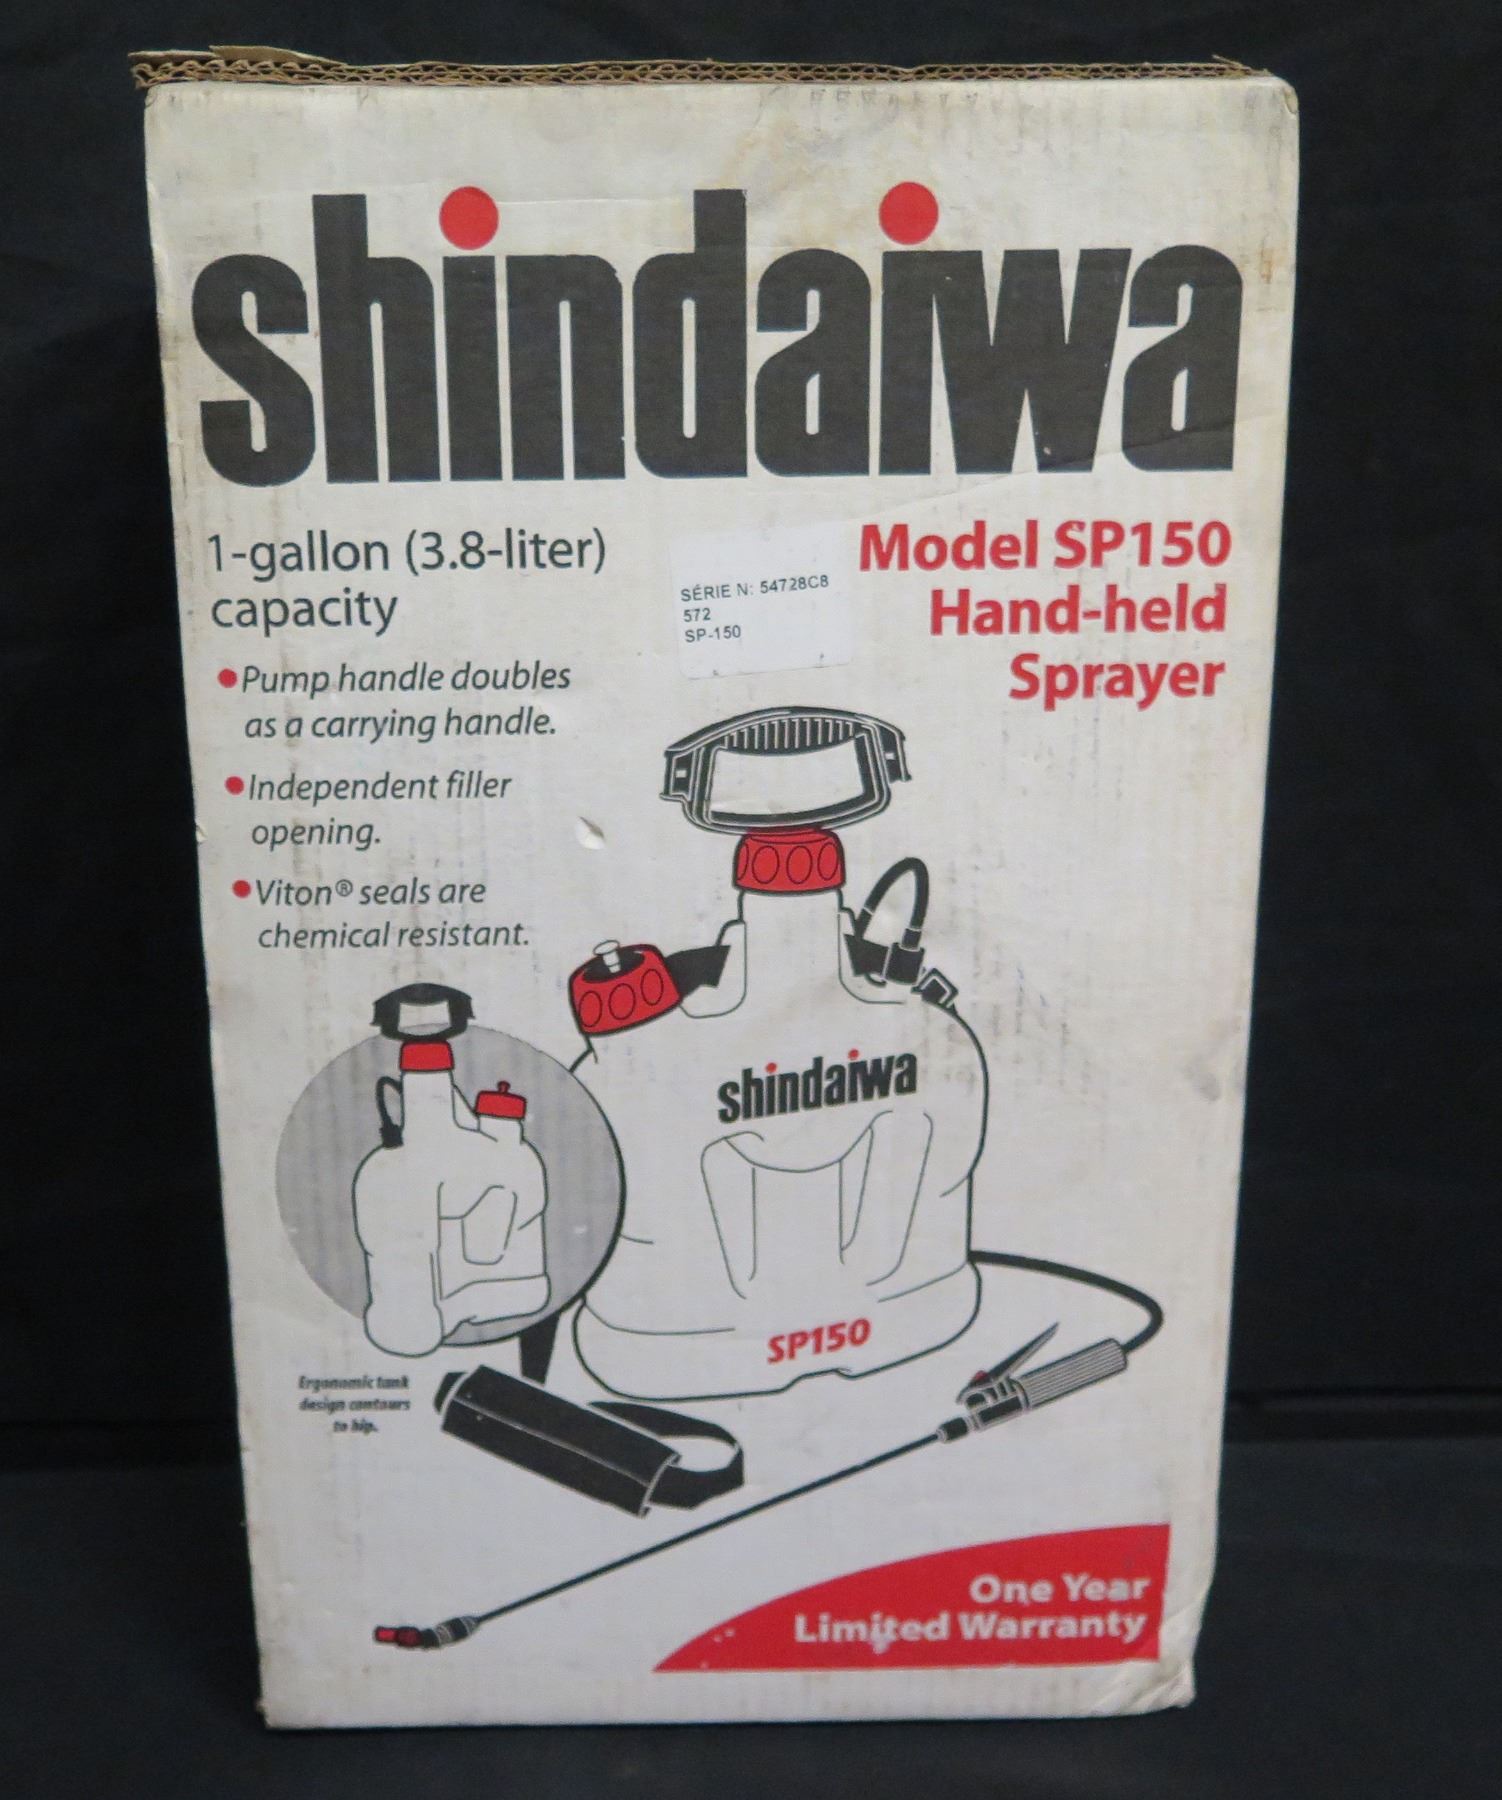 shindaiwa
1-gallon (3.8-liter)
capacity
Pump handle doubles
as a carrying handle.
Independent filler
opening.
Viton® seals are
chemical resistant.
SÉRIE N: 54728C8
572
SP-150
Model SP150
Hand-held
Sprayer
shindaiwa
SP150
Ergonomic tank
design contours
to hip.
One Year
Limited Warranty